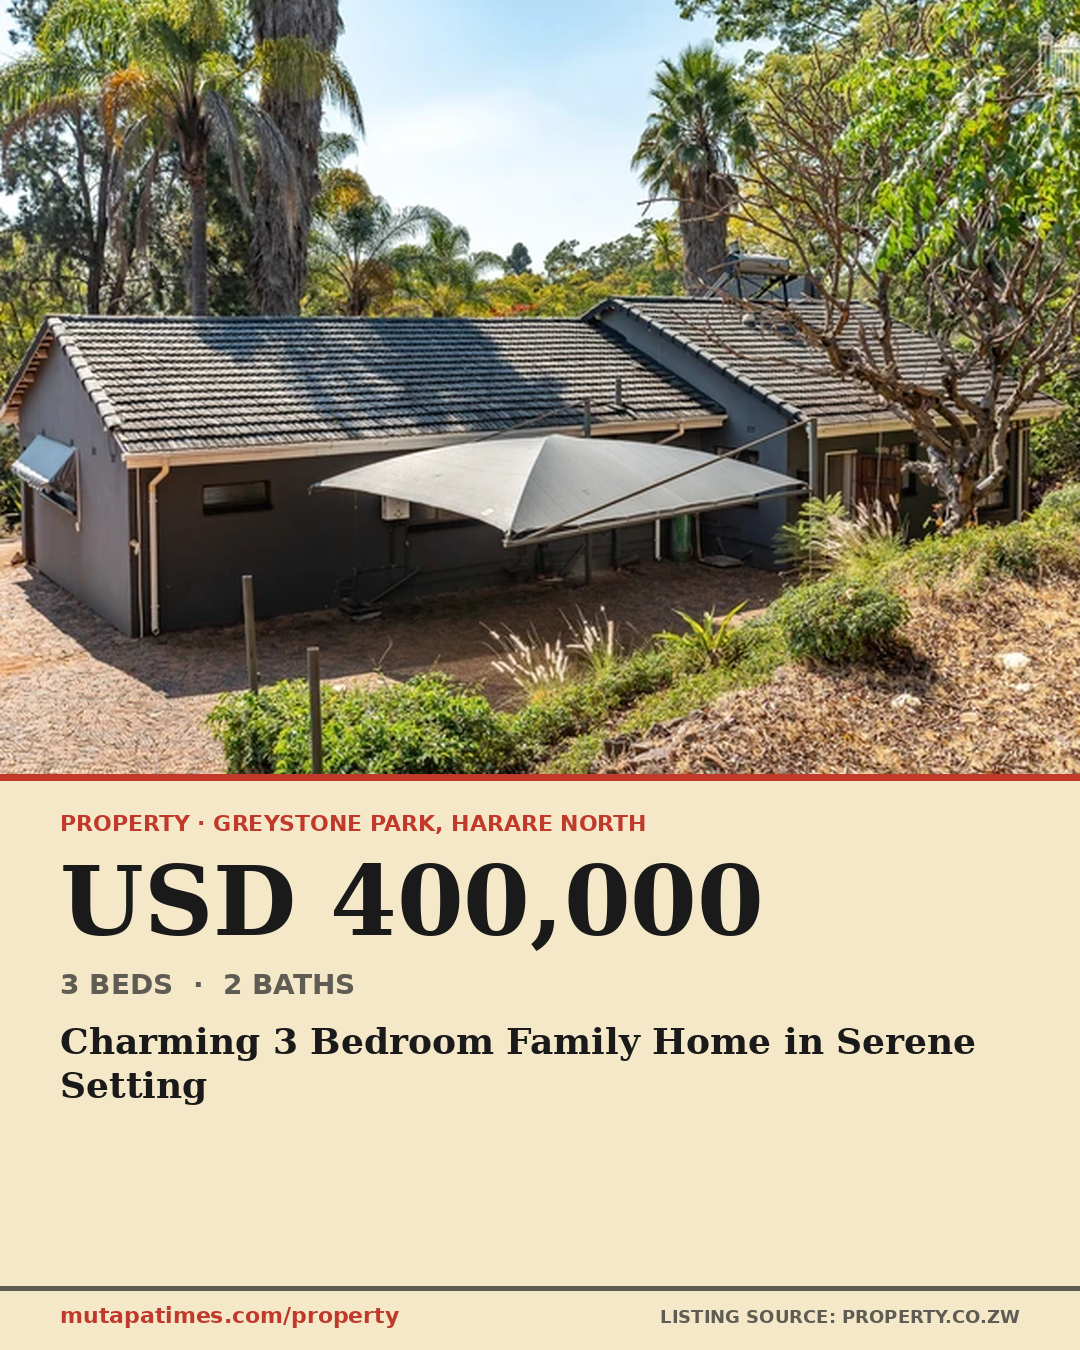 PROPERTY · GREYSTONE PARK, HARARE NORTH
USD 400,000
3 BEDS · 2 BATHS
Charming 3 Bedroom Family Home in Serene
Setting
mutapatimes.com/property
LISTING SOURCE: PROPERTY.CO.ZW